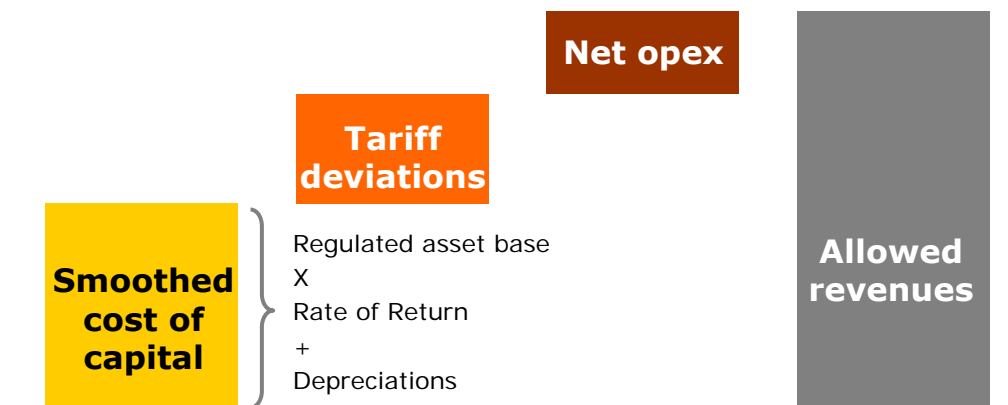 Net opex
Tariff
deviations
Smoothed
cost of
capital
Regulated asset base
X
Rate of Return
+
Depreciations
Allowed
revenues